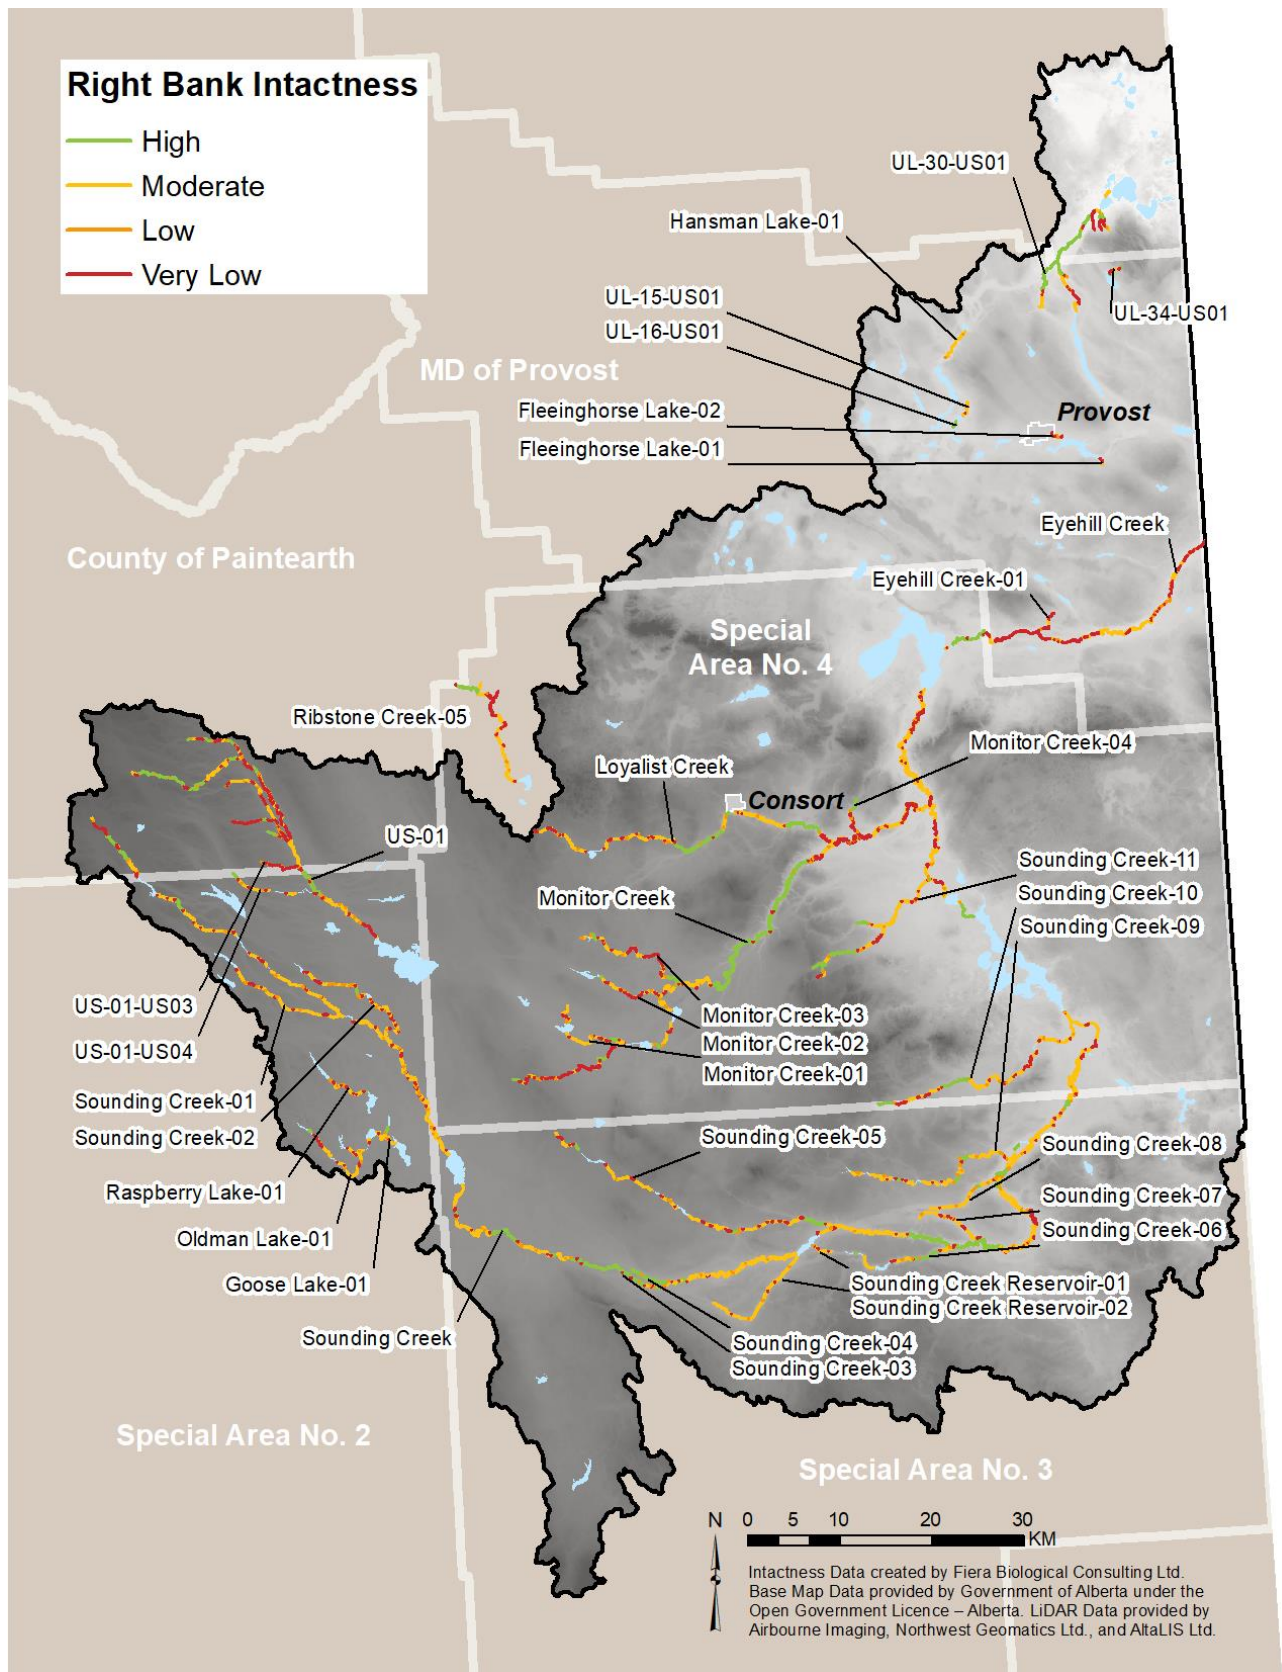 Right Bank Intactness
High
Moderate
Low
Very Low
UL-30-US01
Hansman Lake-01
UL-15-US01
UL-34-US01
UL-16-US01
MD of Provost
Fleeinghorse Lake-02
Provost
Fleeinghorse Lake-01
Eyehill Creek
County of Paintearth
Eyehill Creek-01
Special
Area No. 4
Ribstone Creek-05
Monitor Creek-04
Loyalist Creek
Consort
US-01
Sounding Creek-11
Sounding Creek-10
Monitor Creek
Sounding Creek-09
US-01-US03
Monitor Creek-03
Monitor Creek-02
US-01-US04
Monitor Creek-01
Sounding Creek-01
Sounding Creek-02
Sounding Creek-05
Sounding Creek-08
Raspberry Lake-01
Sounding Creek-07
Sounding Creek-06
Oldman Lake-01
Goose Lake-01
Sounding Creek Reservoir-01
Sounding Creek Reservoir-02
Sounding Creek
Sounding Creek-04
Sounding Creek-03
Special Area No. 2
Special Area No. 3
N 0 5 10 20 30
KM
Intactness Data created by Fiera Biological Consulting Ltd.
Base Map Data provided by Government of Alberta under the
Open Government Licence – Alberta. LiDAR Data provided by
Airbourne Imaging, Northwest Geomatics Ltd., and AltaLIS Ltd.